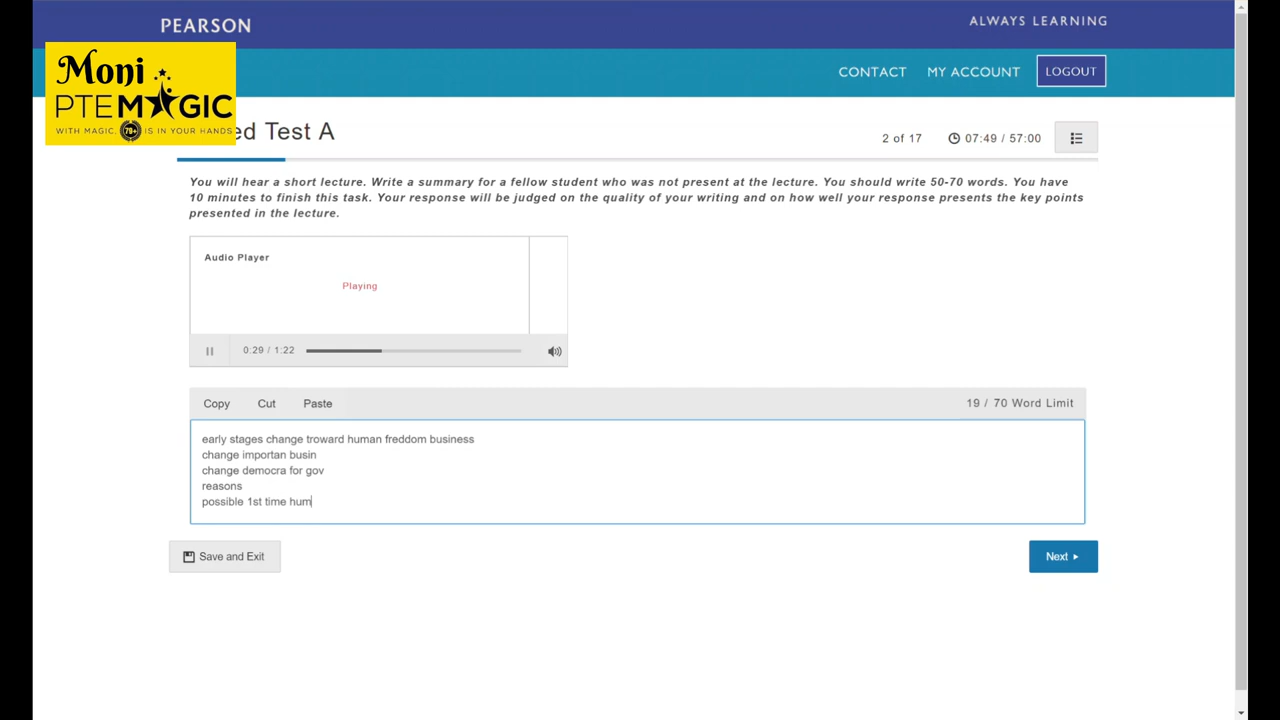 PEARSON
ALWAYS LEARNING
Moni
PTEMAGIC
WITH MAGIC, 79+ IS IN YOUR HANDS
CONTACT
MY ACCOUNT
LOGOUT
ed Test A
2 of 17
07:49 / 57:00
You will hear a short lecture. Write a summary for a fellow student who was not present at the lecture. You should write 50-70 words. You have
10 minutes to finish this task. Your response will be judged on the quality of your writing and on how well your response presents the key points
presented in the lecture.
Audio Player
Playing
0:29 / 1:22
Copy
Cut
Paste
19 / 70 Word Limit
early stages change troward human freddom business
change importan busin
change democra for gov
reasons
possible 1st time hum
Save and Exit
Next